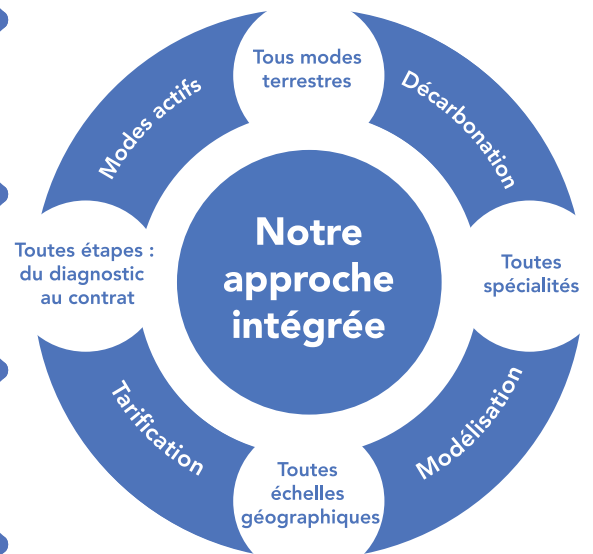 Tous modes
terrestres
Décarbonation
Toutes
spécialités
Modélisation
Toutes
échelles
géographiques
Tarification
Toutes étapes :
du diagnostic
au contrat
Modes actifs
Notre
approche
intégrée